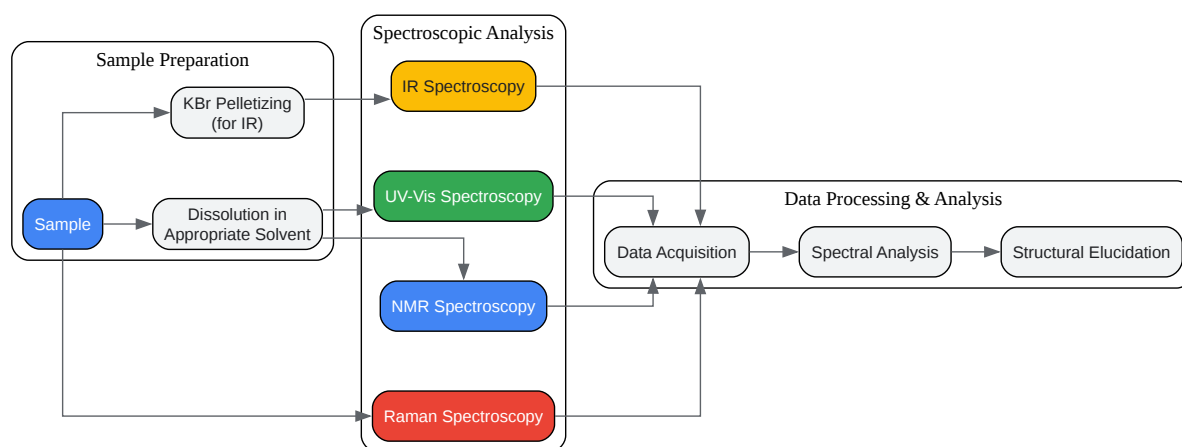 Sample Preparation
KBr Pelletizing
(for IR)
Sample
Dissolution in
Appropriate Solvent
Spectroscopic Analysis
IR Spectroscopy
UV-Vis Spectroscopy
NMR Spectroscopy
Raman Spectroscopy
Data Processing & Analysis
Data Acquisition
Spectral Analysis
Structural Elucidation